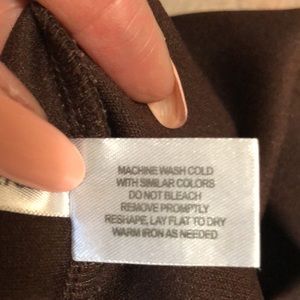 MACHINE WASH COLD
WITH SIMILAR COLORS
DO NOT BLEACH
REMOVE PROMPTLY
RESHAPE, LAY FLAT TO DRY
WARM IRON AS NEEDED